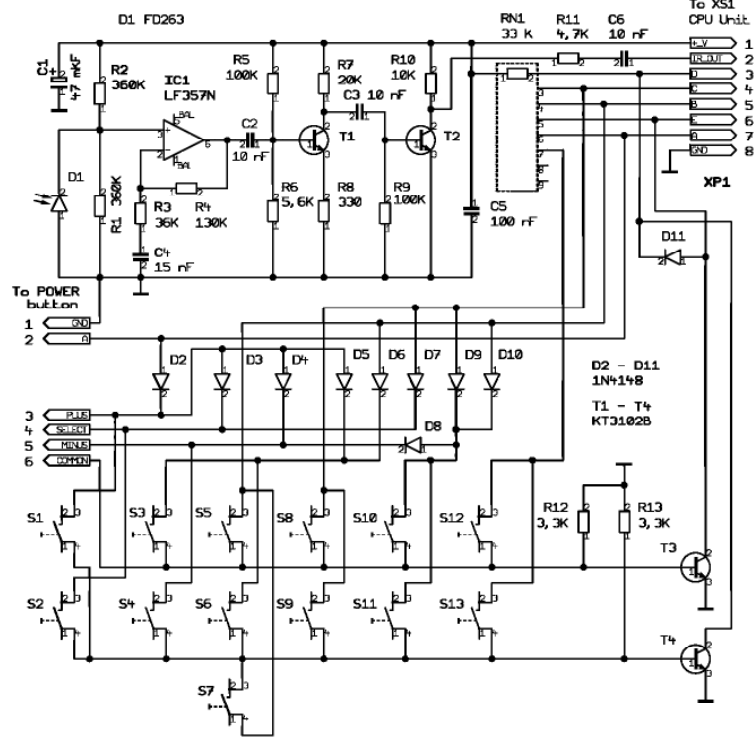 D1 FD263
To XS1
CPU Unit
C1
47 mKF
R2
360K
IC1
LF357N
R5
100K
R7
20K
R10
10K
RN1
33 K
R11
4,7K
C6
10 nF
+_V 1
IR_OUT 2
D 3
C 4
B 5
E 6
A 7
GND 8
XP1
BAL
BAL
C2
10 nF
C3 10 nF
T1
T2
D1
R1 360K
R3
36K
R4
130K
C4
15 nF
R6
5,6K
R8
330
R9
100K
C5
100 nF
D11
To POWER
button
1 GND
2 A
3 PLUS
4 SELECT
5 MINUS
6 COMMON
D2
D3
D4
D5
D6
D7
D9
D10
D8
D2 - D11
1N4148
T1 - T4
KT3102B
S1
S3
S5
S8
S10
S12
R12
3,3K
R13
3,3K
T3
S2
S4
S6
S9
S11
S13
T4
S7